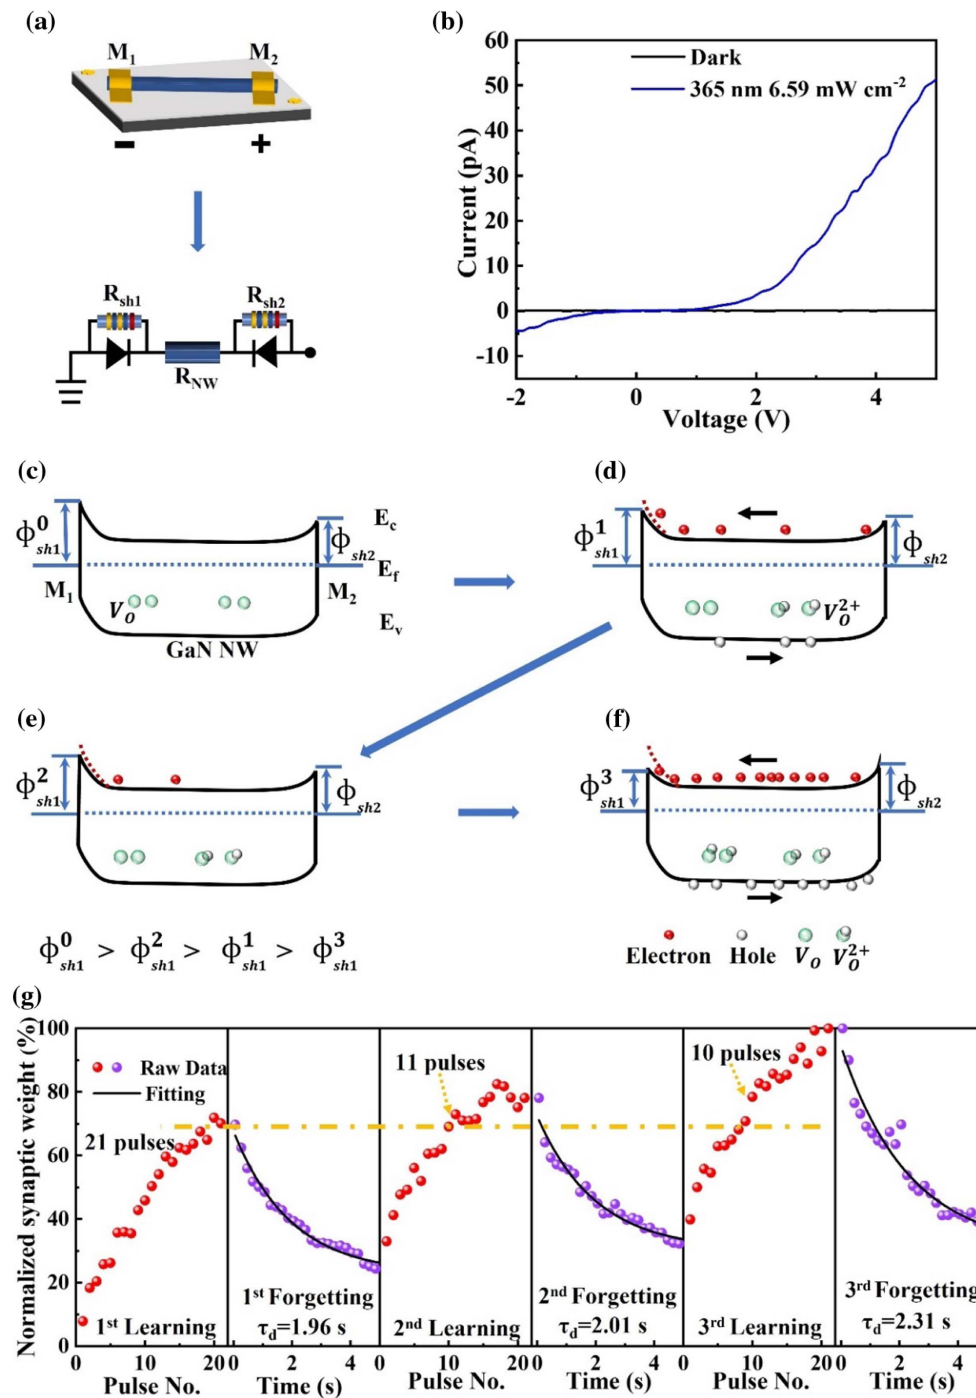 (a)
M1 M2
− +
Rsh1 Rsh2
RNW
(b)
Dark
365 nm 6.59 mW cm-2
Current (pA)
60
50
40
30
20
10
0
-10
-2 0 2 4
Voltage (V)
(c)
ϕ0sh1
Ec
ϕsh2
Ef
M1 M2
VO
Ev
GaN NW
(d)
ϕ1sh1
ϕsh2
VO2+
(e)
ϕ2sh1
ϕsh2
(f)
ϕ3sh1
ϕsh2
ϕ0sh1 > ϕ2sh1 > ϕ1sh1 > ϕ3sh1
Electron Hole VO VO2+
(g)
Normalized synaptic weight (%)
100
80
60
40
20
0
Raw Data
Fitting
21 pulses
11 pulses
10 pulses
1st Learning
1st Forgetting
τd=1.96 s
2nd Learning
2nd Forgetting
τd=2.01 s
3rd Learning
3rd Forgetting
τd=2.31 s
0 10 20 0 2 4 0 10 20 0 2 4 0 10 20 0 2 4
Pulse No. Time (s) Pulse No. Time (s) Pulse No. Time (s)